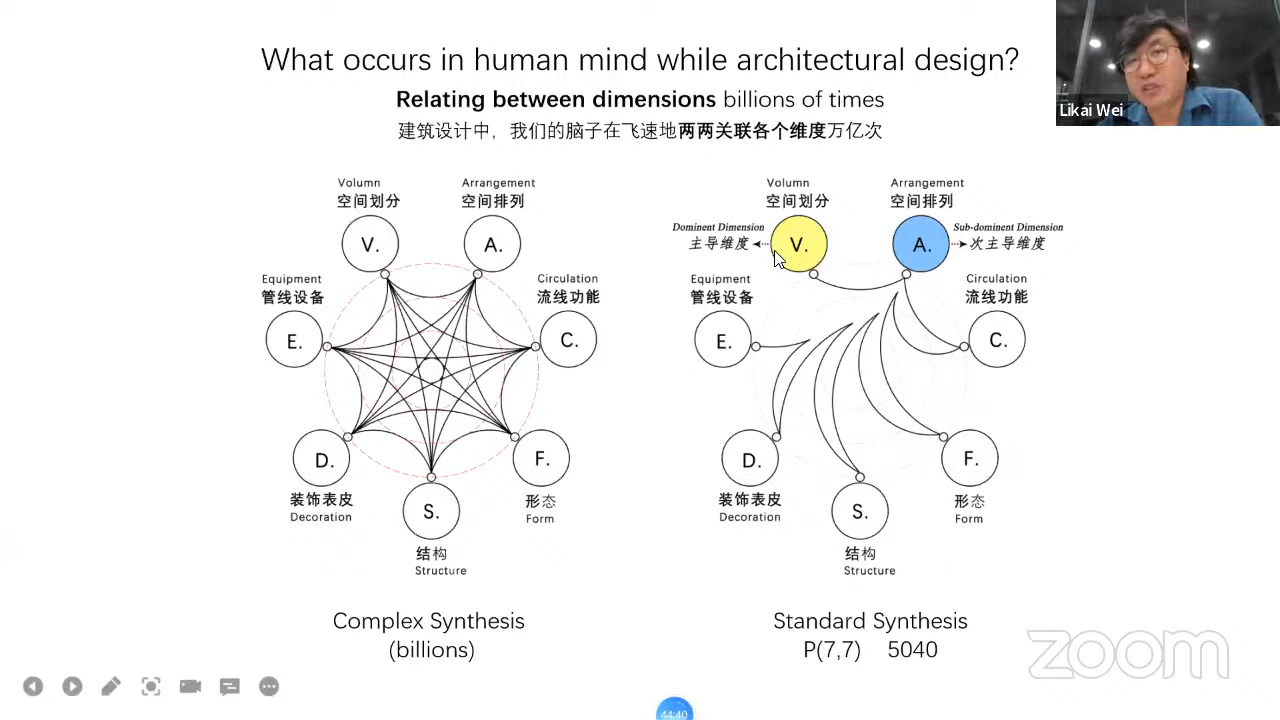 What occurs in human mind while architectural design?
Relating between dimensions billions of times
建筑设计中，我们的脑子在飞速地两两关联各个维度万亿次
Likai Wei
Volumn
空间划分
Arrangement
空间排列
V.
A.
Equipment
管线设备
Circulation
流线功能
E.
C.
D.
F.
装饰表皮
Decoration
S.
形态
Form
结构
Structure
Complex Synthesis
(billions)
Volumn
空间划分
Arrangement
空间排列
Dominent Dimension
主导维度
V.
A.
Sub-dominent Dimension
次主导维度
Equipment
管线设备
Circulation
流线功能
E.
C.
D.
F.
装饰表皮
Decoration
S.
形态
Form
结构
Structure
Standard Synthesis
P(7,7) 5040
zoom
44:40